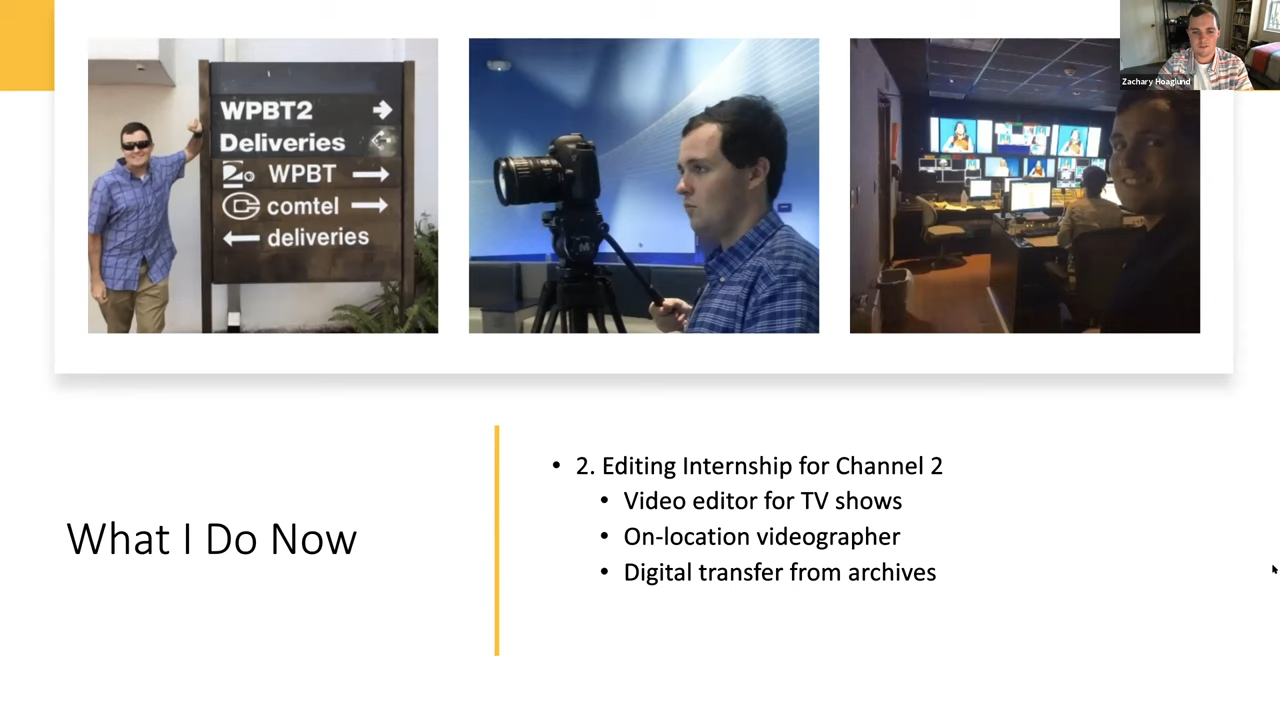 WPBT2
Deliveries
WPBT
comtel
deliveries
Zachary Hoaglund
What I Do Now
2. Editing Internship for Channel 2
Video editor for TV shows
On-location videographer
Digital transfer from archives